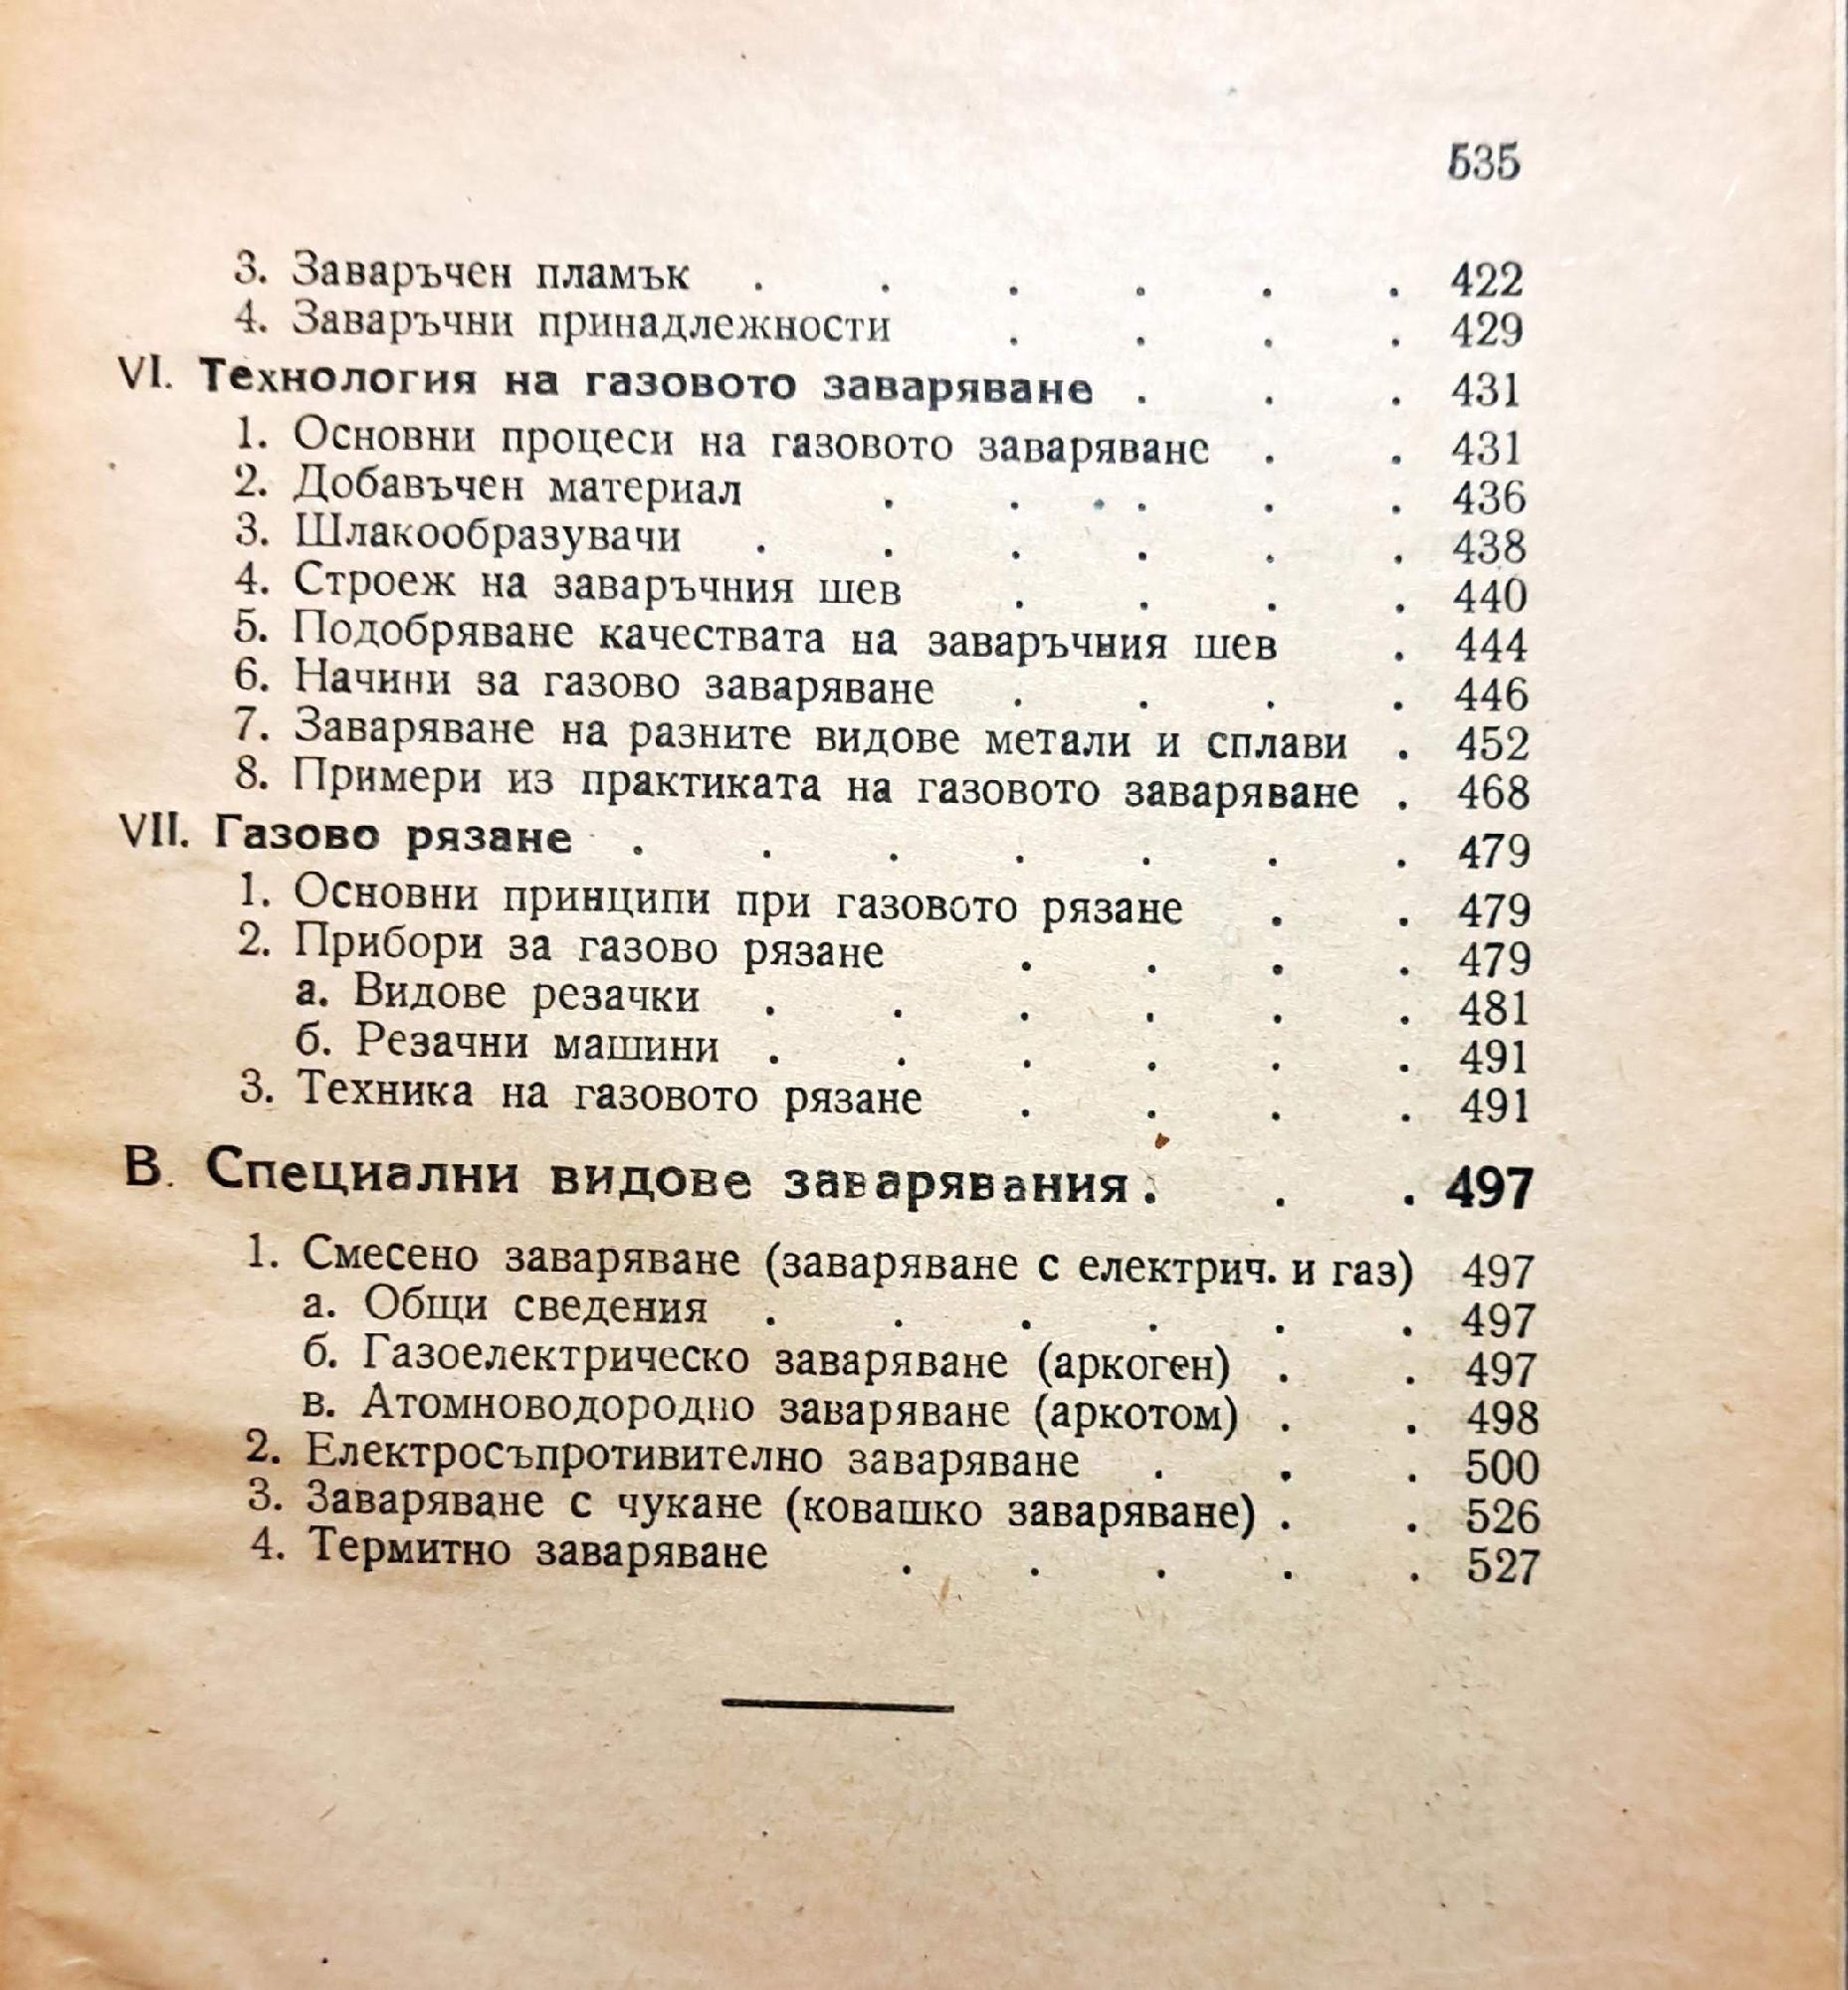 535
3. Заваръчен пламък . . . . . . 422
4. Заваръчни принадлежности . . . . 429
VI. Технология на газовото заваряване . . . 431
1. Основни процеси на газовото заваряване . . 431
2. Добавъчен материал . . . . . 436
3. Шлакообразувачи . . . . . . 438
4. Строеж на заваръчния шев . . . . 440
5. Подобряване качествата на заваръчния шев . 444
6. Начини за газово заваряване . . . . 446
7. Заваряване на разните видове метали и сплави . 452
8. Примери из практиката на газовото заваряване . 468
VII. Газово рязане . . . . . . . 479
1. Основни принципи при газовото рязане . . 479
2. Прибори за газово рязане . . . . 479
а. Видове резачки . . . . . . 481
б. Резачни машини . . . . . . 491
3. Техника на газовото рязане . . . . 491
В. Специални видове заварявания . . . 497
1. Смесено заваряване (заваряване с електрич. и газ) 497
а. Общи сведения . . . . . . 497
б. Газоелектрическо заваряване (аркоген) . . 497
в. Атомноводородно заваряване (аркотом) . . 498
2. Електросъпротивително заваряване . . . 500
3. Заваряване с чукане (ковашко заваряване) . . 526
4. Термитно заваряване . . . . . 527